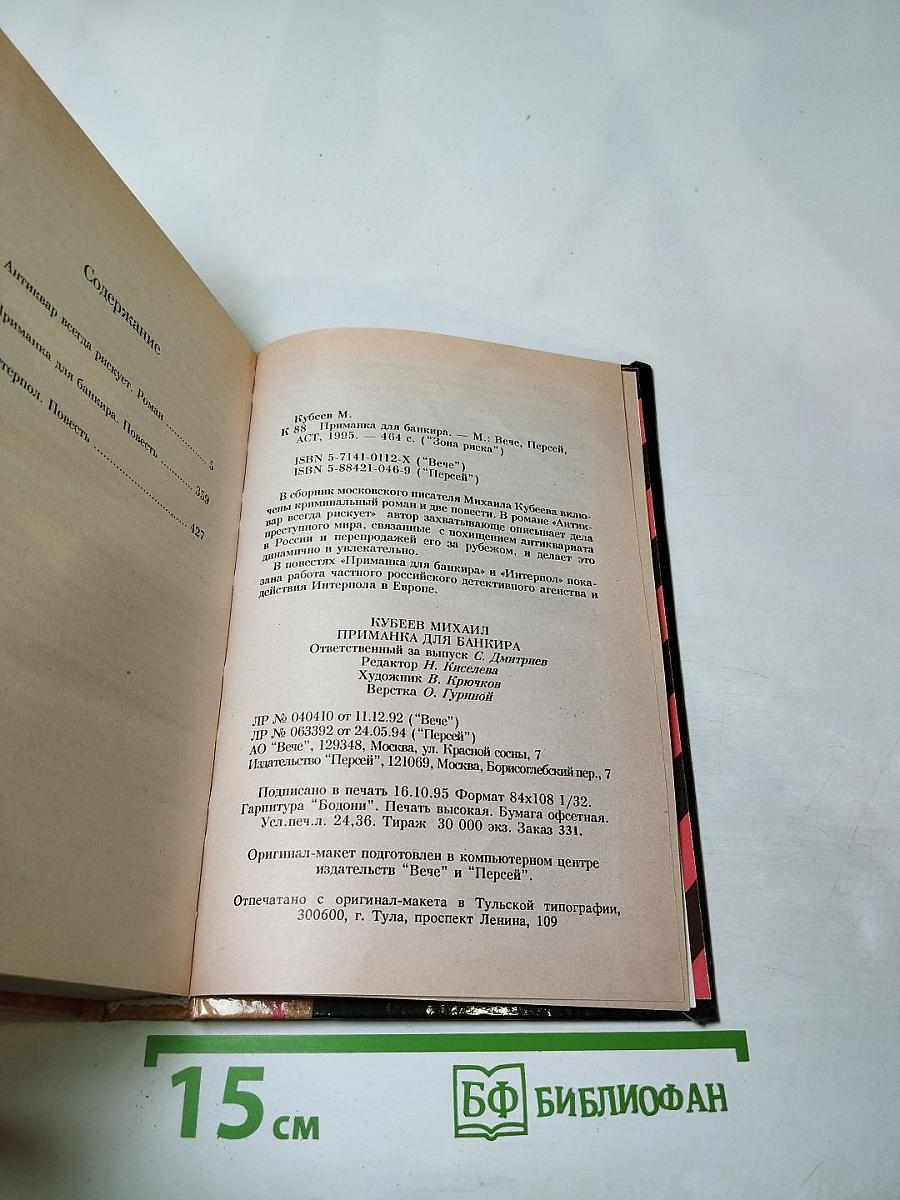 Содержание
Антиквар всегда рискует. Роман 5
Приманка для банкира. Повесть 359
терпол. Повесть 427
Кубеев М.
К 88 Приманка для банкира. — М.: Вече, Персей,
АСТ, 1995. — 464 с. ("Зона риска")
ISBN 5-7141-0112-X ("Вече")
ISBN 5-88421-046-9 ("Персей")
В сборник московского писателя Михаила Кубеева вклю-
чены криминальный роман и две повести. В романе «Антик-
вар всегда рискует» автор захватывающе описывает дела
преступного мира, связанные с похищением антиквариата
в России и перепродажей его за рубежом, и делает это
динамично и увлекательно.
В повестях «Приманка для банкира» и «Интерпол» пока-
зана работа частного российского детективного агенства и
действия Интерпола в Европе.
КУБЕЕВ МИХАИЛ
ПРИМАНКА ДЛЯ БАНКИРА
Ответственный за выпуск С. Дмитриев
Редактор Н. Киселева
Художник В. Крючков
Верстка О. Гуриной
ЛР № 040410 от 11.12.92 ("Вече")
ЛР № 063392 от 24.05.94 ("Персей")
АО "Вече", 129348, Москва, ул. Красной сосны, 7
Издательство "Персей", 121069, Москва, Борисоглебский пер., 7
Подписано в печать 16.10.95 Формат 84х108 1/32.
Гарнитура "Бодони". Печать высокая. Бумага офсетная.
Усл.печ.л. 24,36. Тираж 30 000 экз. Заказ 331.
Оригинал-макет подготовлен в компьютерном центре
издательств "Вече" и "Персей".
Отпечатано с оригинал-макета в Тульской типографии,
300600, г. Тула, проспект Ленина, 109
15 см
БФ БИБЛИОФАН